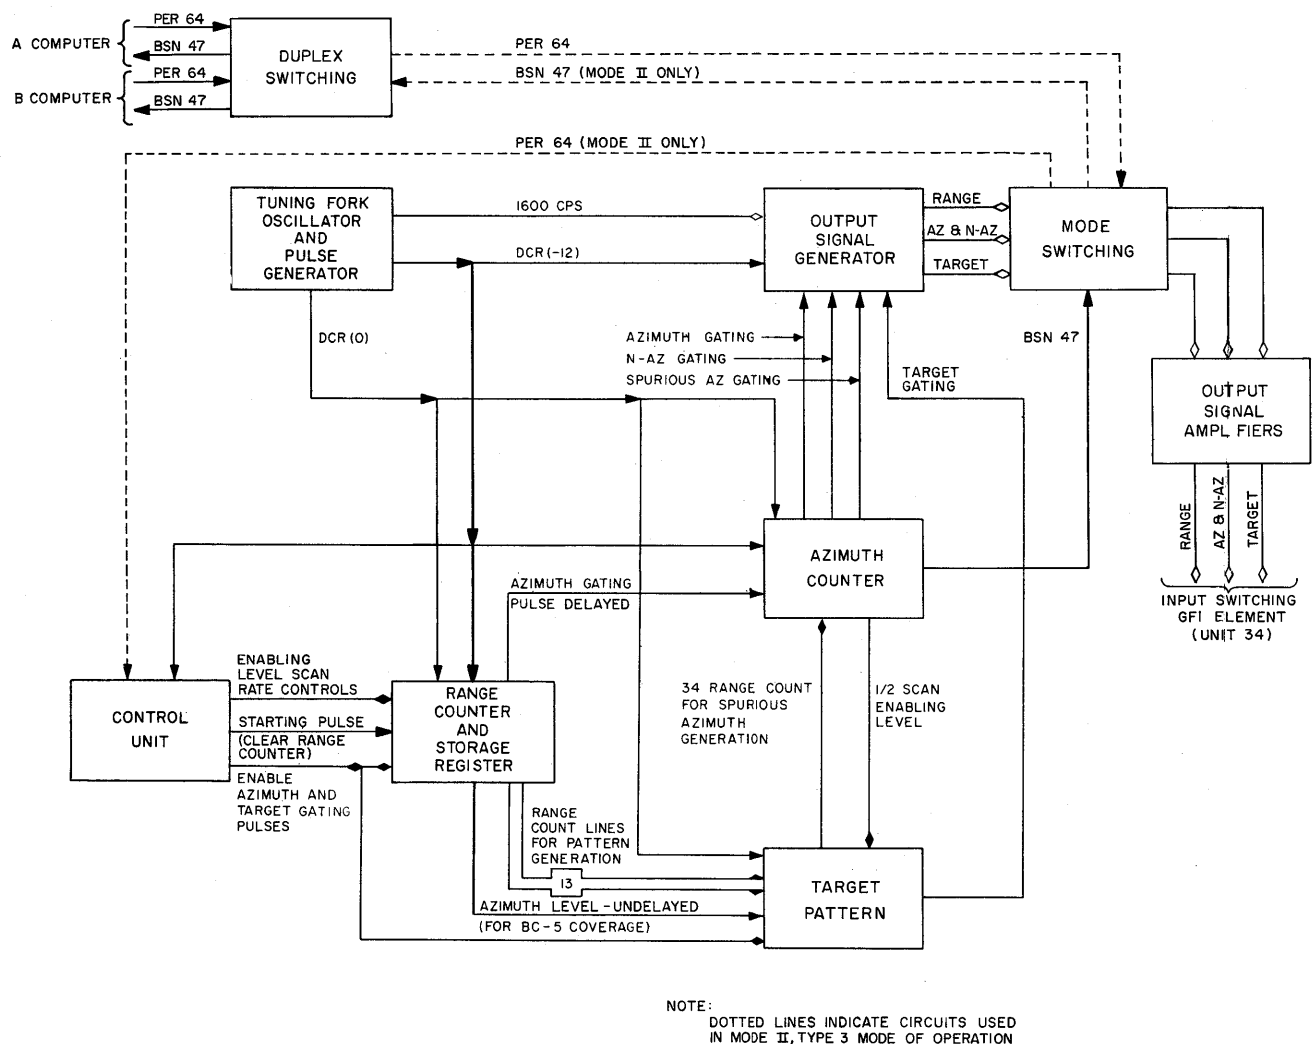 A COMPUTER
PER 64
BSN 47
B COMPUTER
PER 64
BSN 47
DUPLEX
SWITCHING
PER 64
BSN 47 (MODE II ONLY)
PER 64 (MODE II ONLY)
TUNING FORK
OSCILLATOR
AND
PULSE
GENERATOR
1600 CPS
DCR(-12)
DCR(0)
OUTPUT
SIGNAL
GENERATOR
RANGE
AZ & N-AZ
TARGET
MODE
SWITCHING
AZIMUTH GATING
N-AZ GATING
SPURIOUS AZ GATING
TARGET
GATING
BSN 47
OUTPUT
SIGNAL
AMPL FIERS
RANGE
AZ & N-AZ
TARGET
INPUT SWITCHING
GFI ELEMENT
(UNIT 34)
AZIMUTH
COUNTER
AZIMUTH GATING
PULSE DELAYED
34 RANGE COUNT
FOR SPURIOUS
AZIMUTH
GENERATION
1/2 SCAN
ENABLING
LEVEL
CONTROL
UNIT
ENABLING
LEVEL SCAN
RATE CONTROLS
STARTING PULSE
(CLEAR RANGE
COUNTER)
ENABLE
AZIMUTH AND
TARGET GATING
PULSES
RANGE
COUNTER
AND
STORAGE
REGISTER
RANGE
COUNT LINES
FOR PATTERN
GENERATION
13
AZIMUTH LEVEL-UNDELAYED
(FOR BC-5 COVERAGE)
TARGET
PATTERN
NOTE:
DOTTED LINES INDICATE CIRCUITS USED
IN MODE II, TYPE 3 MODE OF OPERATION